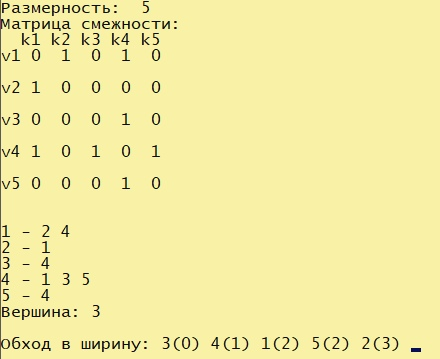 Размерность:  5
Матрица смежности:
  k1 k2 k3 k4 k5
v1 0  1  0  1  0
v2 1  0  0  0  0
v3 0  0  0  1  0
v4 1  0  1  0  1
v5 0  0  0  1  0
1 - 2 4
2 - 1
3 - 4
4 - 1 3 5
5 - 4
Вершина: 3
Обход в ширину: 3(0) 4(1) 1(2) 5(2) 2(3)